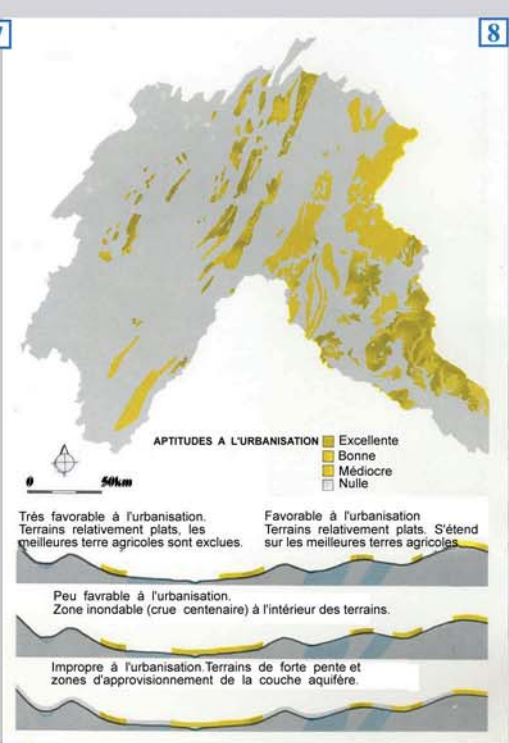 8
APTITUDES A L'URBANISATION
Excellente
Bonne
Médiocre
Nulle
0 50km
Très favorable à l'urbanisation.
Terrains relativement plats, les
meilleures terre agricoles sont exclues.
Favorable à l'urbanisation
Terrains relativement plats. S'étend
sur les meilleures terres agricoles
Peu favrable à l'urbanisation.
Zone inondable (crue centenaire) à l'intérieur des terrains.
Impropre à l'urbanisation.Terrains de forte pente et
zones d'approvisionnement de la couche aquifère.